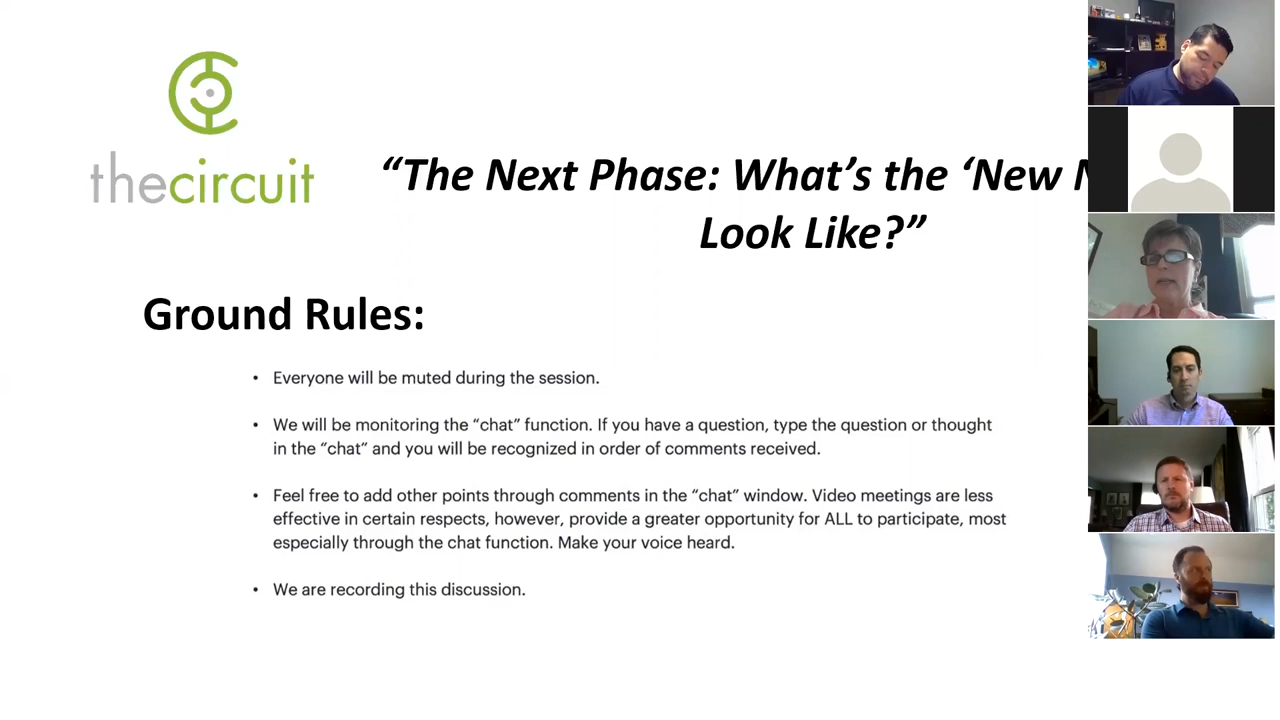 thecircuit
“The Next Phase: What’s the ‘New
Look Like?”
Ground Rules:
• Everyone will be muted during the session.
• We will be monitoring the “chat” function. If you have a question, type the question or thought
in the “chat” and you will be recognized in order of comments received.
• Feel free to add other points through comments in the “chat” window. Video meetings are less
effective in certain respects, however, provide a greater opportunity for ALL to participate, most
especially through the chat function. Make your voice heard.
• We are recording this discussion.